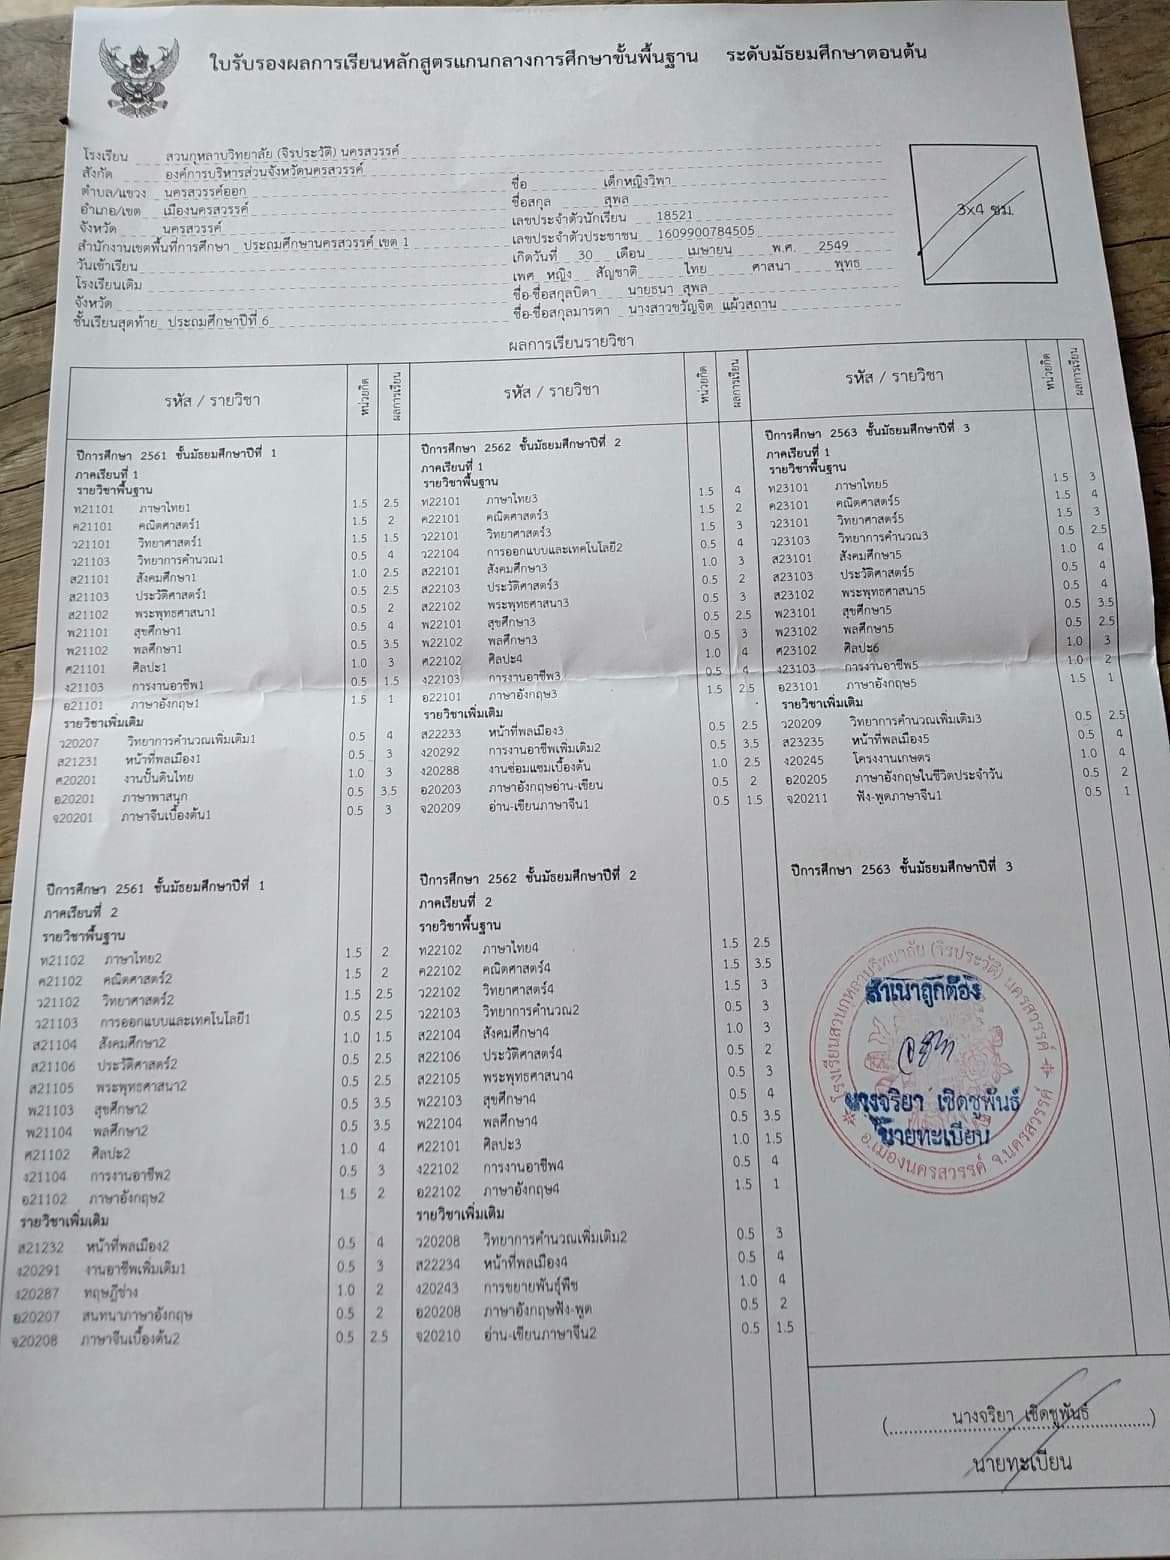 ใบรับรองผลการเรียนหลักสูตรแกนกลางการศึกษาขั้นพื้นฐาน ระดับมัธยมศึกษาตอนต้น
โรงเรียน สวนกุหลาบวิทยาลัย (จิรประวัติ) นครสวรรค์
สังกัด องค์การบริหารส่วนจังหวัดนครสวรรค์
ตำบล/แขวง นครสวรรค์ออก
อำเภอ/เขต เมืองนครสวรรค์
จังหวัด นครสวรรค์
สำนักงานเขตพื้นที่การศึกษา ประถมศึกษานครสวรรค์ เขต 1
วันเข้าเรียน
โรงเรียนเดิม
จังหวัด
ชั้นเรียนสุดท้าย ประถมศึกษาปีที่ 6
ชื่อ เด็กหญิงวิพา
ชื่อสกุล สุพล
เลขประจำตัวนักเรียน 18521
เลขประจำตัวประชาชน 1609900784505
เกิดวันที่ 30 เดือน เมษายน พ.ศ. 2549
เพศ หญิง สัญชาติ ไทย ศาสนา พุทธ
ชื่อ-ชื่อสกุลบิดา นายธนา สุพล
ชื่อ-ชื่อสกุลมารดา นางสาวขวัญจิต แผ้วสถาน
3x4 ซม.
ผลการเรียนรายวิชา
รหัส / รายวิชา หน่วยกิต ผลการเรียน
ปีการศึกษา 2561 ชั้นมัธยมศึกษาปีที่ 1
ภาคเรียนที่ 1
รายวิชาพื้นฐาน
ท21101 ภาษาไทย1 1.5 2.5
ค21101 คณิตศาสตร์1 1.5 2
ว21101 วิทยาศาสตร์1 1.5 1.5
ว21103 วิทยาการคำนวณ1 0.5 4
ส21101 สังคมศึกษา1 1.0 2.5
ส21103 ประวัติศาสตร์1 0.5 2.5
ส21102 พระพุทธศาสนา1 0.5 2
พ21101 สุขศึกษา1 0.5 4
พ21102 พลศึกษา1 0.5 3.5
ศ21101 ศิลปะ1 1.0 3
ง21103 การงานอาชีพ1 0.5 1.5
อ21101 ภาษาอังกฤษ1 1.5 1
รายวิชาเพิ่มเติม
ว20207 วิทยาการคำนวณเพิ่มเติม1 0.5 4
ส21231 หน้าที่พลเมือง1 0.5 3
ศ20201 งานปั้นดินไทย 1.0 3
อ20201 ภาษาพาสนุก 0.5 3.5
จ20201 ภาษาจีนเบื้องต้น1 0.5 3
ปีการศึกษา 2561 ชั้นมัธยมศึกษาปีที่ 1
ภาคเรียนที่ 2
รายวิชาพื้นฐาน
ท21102 ภาษาไทย2 1.5 2
ค21102 คณิตศาสตร์2 1.5 2
ว21102 วิทยาศาสตร์2 1.5 2.5
ว21103 การออกแบบและเทคโนโลยี1 0.5 2.5
ส21104 สังคมศึกษา2 1.0 1.5
ส21106 ประวัติศาสตร์2 0.5 2.5
ส21105 พระพุทธศาสนา2 0.5 2.5
พ21103 สุขศึกษา2 0.5 3.5
พ21104 พลศึกษา2 0.5 3.5
ศ21102 ศิลปะ2 1.0 4
ง21104 การงานอาชีพ2 0.5 3
อ21102 ภาษาอังกฤษ2 1.5 2
รายวิชาเพิ่มเติม
ส21232 หน้าที่พลเมือง2 0.5 4
ง20291 งานอาชีพเพิ่มเติม1 0.5 3
ง20287 ทฤษฎีช่าง 1.0 2
อ20207 สนทนาภาษาอังกฤษ 0.5 2
จ20208 ภาษาจีนเบื้องต้น2 0.5 2.5
รหัส / รายวิชา หน่วยกิต ผลการเรียน
ปีการศึกษา 2562 ชั้นมัธยมศึกษาปีที่ 2
ภาคเรียนที่ 1
รายวิชาพื้นฐาน
ท22101 ภาษาไทย3 1.5 4
ค22101 คณิตศาสตร์3 1.5 2
ว22101 วิทยาศาสตร์3 1.5 3
ว22104 การออกแบบและเทคโนโลยี2 0.5 4
ส22101 สังคมศึกษา3 1.0 3
ส22103 ประวัติศาสตร์3 0.5 2
ส22102 พระพุทธศาสนา3 0.5 3
พ22101 สุขศึกษา3 0.5 2.5
พ22102 พลศึกษา3 0.5 3
ศ22102 ศิลปะ4 1.0 4
ง22103 การงานอาชีพ3 0.5 4
อ22101 ภาษาอังกฤษ3 1.5 2.5
รายวิชาเพิ่มเติม
ส22233 หน้าที่พลเมือง3 0.5 2.5
ง20292 การงานอาชีพเพิ่มเติม2 0.5 3.5
ง20288 งานซ่อมแซมเบื้องต้น 1.0 2.5
อ20203 ภาษาอังกฤษอ่าน-เขียน 0.5 2
จ20209 อ่าน-เขียนภาษาจีน1 0.5 1.5
ปีการศึกษา 2562 ชั้นมัธยมศึกษาปีที่ 2
ภาคเรียนที่ 2
รายวิชาพื้นฐาน
ท22102 ภาษาไทย4 1.5 2.5
ค22102 คณิตศาสตร์4 1.5 3.5
ว22102 วิทยาศาสตร์4 1.5 3
ว22103 วิทยาการคำนวณ2 0.5 3
ส22104 สังคมศึกษา4 1.0 3
ส22106 ประวัติศาสตร์4 0.5 2
ส22105 พระพุทธศาสนา4 0.5 3
พ22103 สุขศึกษา4 0.5 4
พ22104 พลศึกษา4 0.5 3.5
ศ22101 ศิลปะ3 1.0 1.5
ง22102 การงานอาชีพ4 0.5 4
อ22102 ภาษาอังกฤษ4 1.5 1
รายวิชาเพิ่มเติม
ว20208 วิทยาการคำนวณเพิ่มเติม2 0.5 3
ส22234 หน้าที่พลเมือง4 0.5 4
ง20243 การขยายพันธุ์พืช 1.0 4
อ20208 ภาษาอังกฤษฟัง-พูด 0.5 2
จ20210 อ่าน-เขียนภาษาจีน2 0.5 1.5
รหัส / รายวิชา หน่วยกิต ผลการเรียน
ปีการศึกษา 2563 ชั้นมัธยมศึกษาปีที่ 3
ภาคเรียนที่ 1
รายวิชาพื้นฐาน
ท23101 ภาษาไทย5 1.5 3
ค23101 คณิตศาสตร์5 1.5 4
ว23101 วิทยาศาสตร์5 1.5 3
ว23103 วิทยาการคำนวณ3 0.5 2.5
ส23101 สังคมศึกษา5 1.0 4
ส23103 ประวัติศาสตร์5 0.5 4
ส23102 พระพุทธศาสนา5 0.5 4
พ23101 สุขศึกษา5 0.5 3.5
พ23102 พลศึกษา5 0.5 2.5
ศ23102 ศิลปะ6 1.0 3
ง23103 การงานอาชีพ5 1.0 2
อ23101 ภาษาอังกฤษ5 1.5 1
รายวิชาเพิ่มเติม
ว20209 วิทยาการคำนวณเพิ่มเติม3 0.5 2.5
ส23235 หน้าที่พลเมือง5 0.5 4
ง20245 โครงงานเกษตร 1.0 4
อ20205 ภาษาอังกฤษในชีวิตประจำวัน 0.5 2
จ20211 ฟัง-พูดภาษาจีน1 0.5 1
ปีการศึกษา 2563 ชั้นมัธยมศึกษาปีที่ 3
โรงเรียนสวนกุหลาบวิทยาลัย (จิรประวัติ) นครสวรรค์
สำเนาถูกต้อง
นางจริยา เชิดชูพันธ์
นายทะเบียน
อ.เมืองนครสวรรค์ จ.นครสวรรค์
(นางจริยา เชิดชูพันธ์)
นายทะเบียน